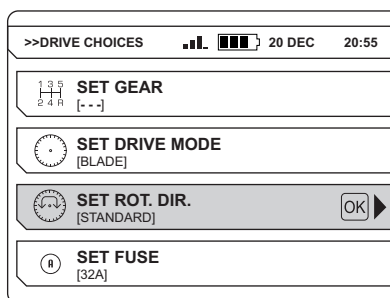 >>DRIVE CHOICES 20 DEC 20:55
1 3 5
2 4 R
SET GEAR
[- - -]
SET DRIVE MODE
[BLADE]
SET ROT. DIR.
[STANDARD]
OK
A
SET FUSE
[32A]